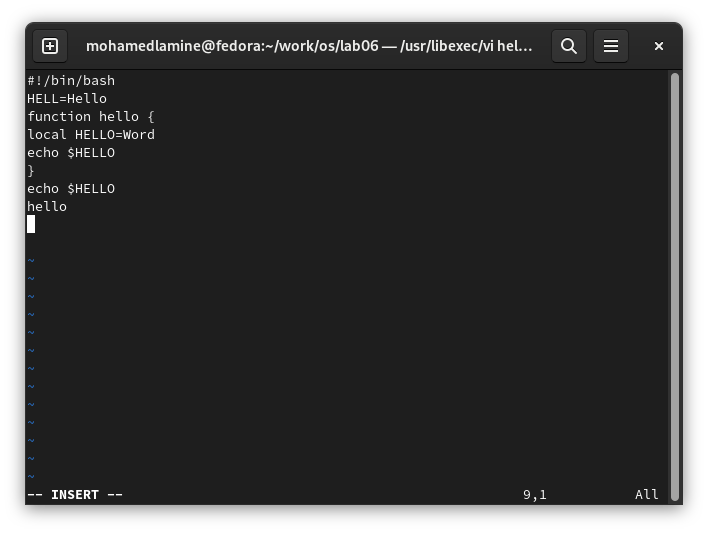 mohamedlamine@fedora:~/work/os/lab06 — /usr/libexec/vi hel...
#!/bin/bash
HELL=Hello
function hello {
local HELLO=Word
echo $HELLO
}
echo $HELLO
hello
~
~
~
~
~
~
~
~
~
~
~
~
~
-- INSERT -- 9,1 All